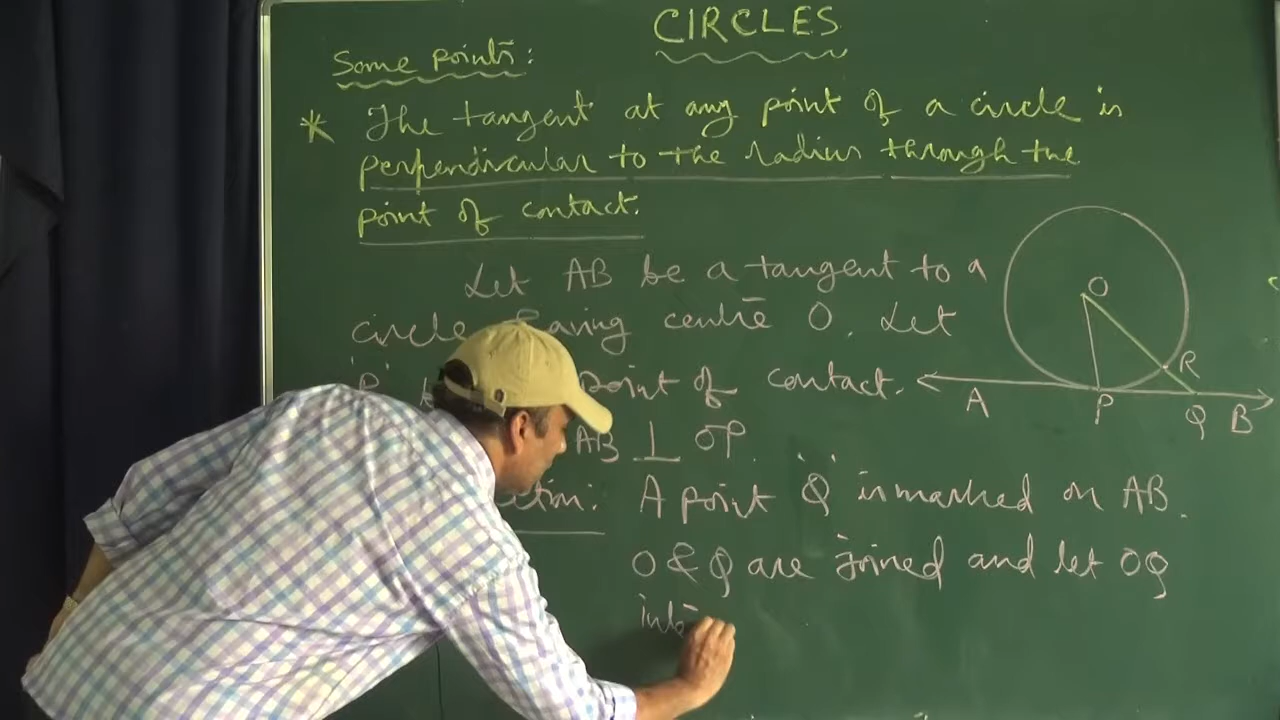 CIRCLES
Some points:
* The tangent at any point of a circle is
perpendicular to the radius through the
point of contact.
Let AB be a tangent to a
circle having centre O. Let
'P' point of contact.
AB ⊥ OP.
A point 'Q' is marked on AB.
O & Q are joined and let OQ
inte
O
R
A
P
Q
B